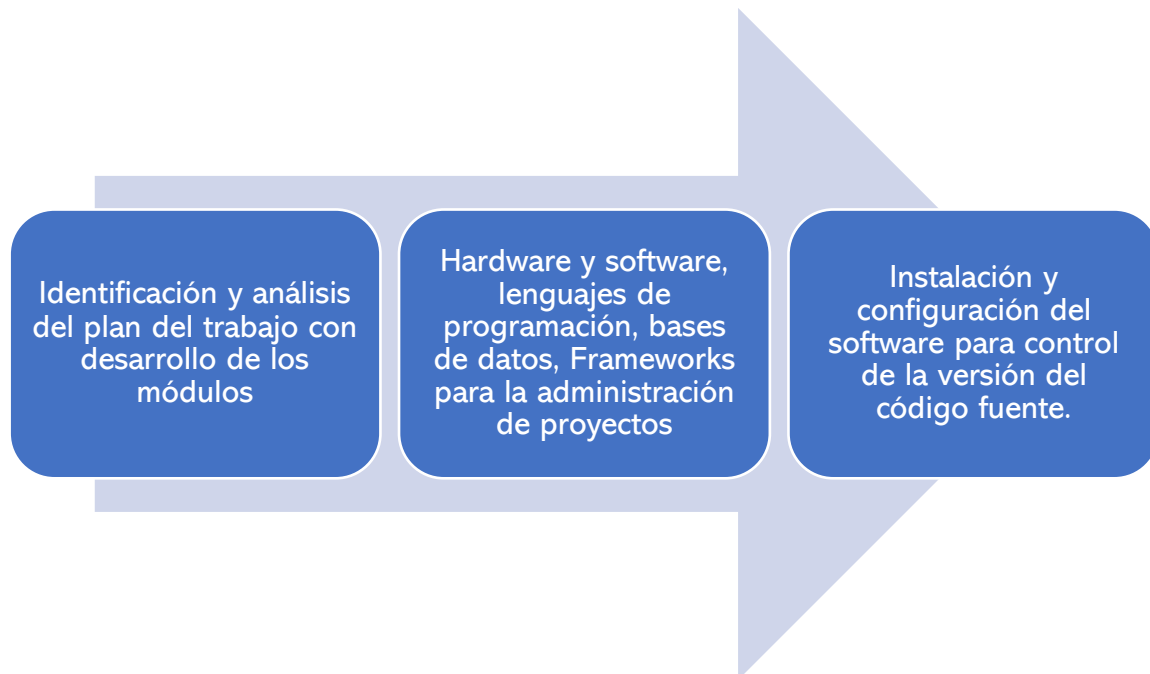 Identificación y análisis
del plan del trabajo con
desarrollo de los
módulos
Hardware y software,
lenguajes de
programación, bases
de datos, Frameworks
para la administración
de proyectos
Instalación y
configuración del
software para control
de la versión del
código fuente.